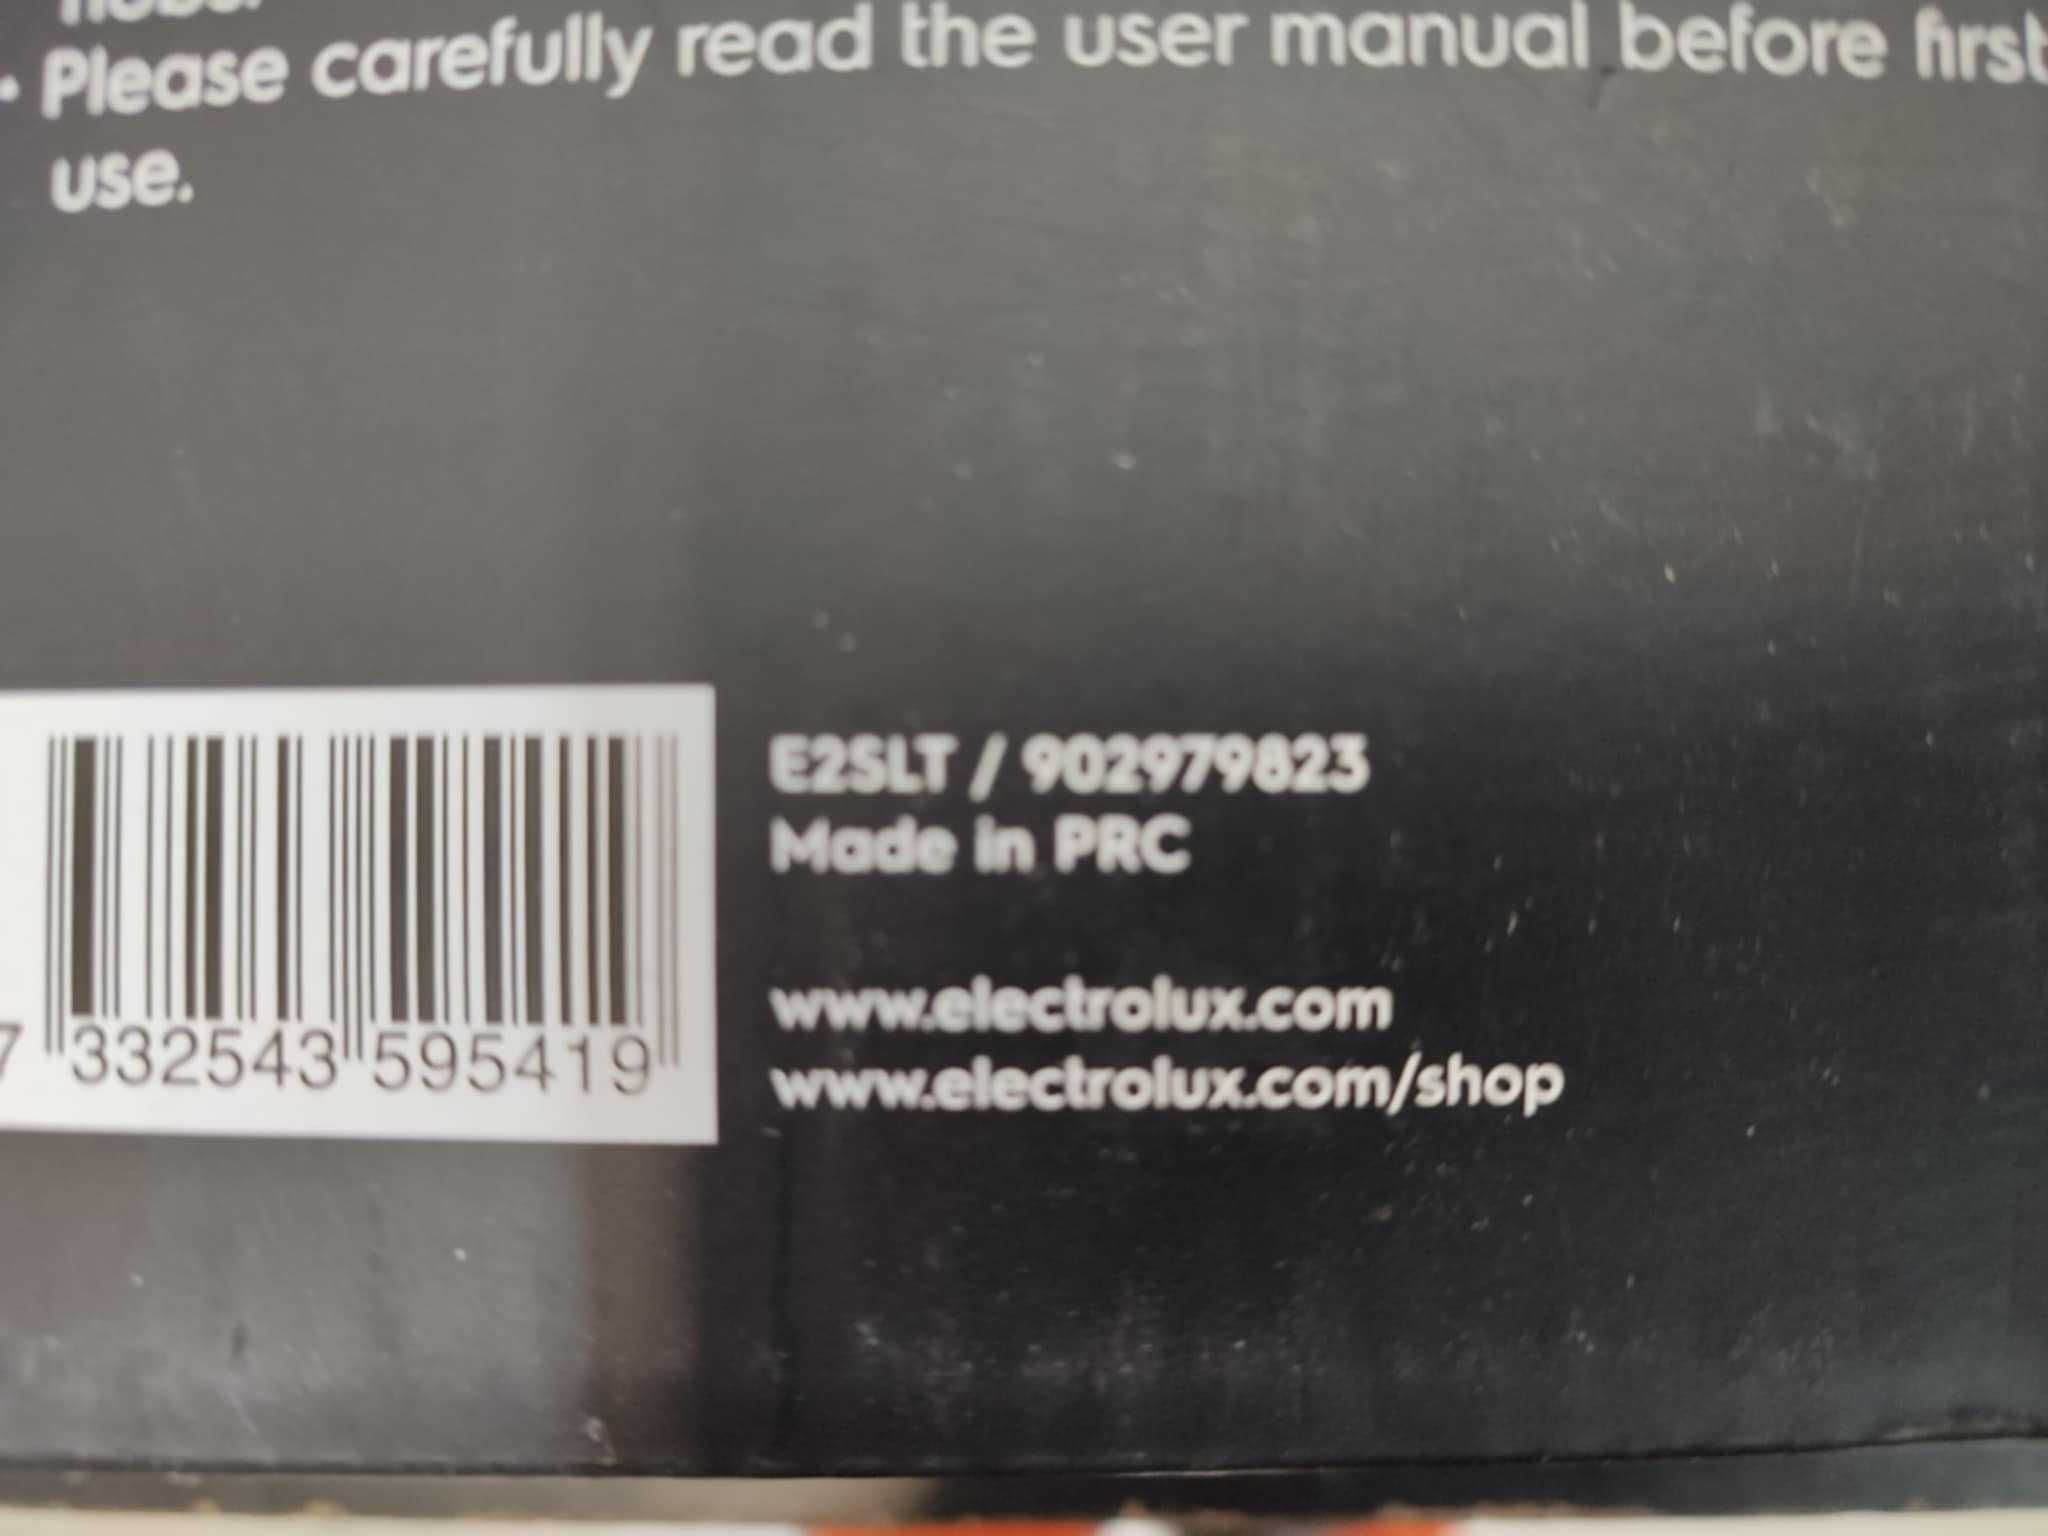 hobs.
• Please carefully read the user manual before first
use.
E2SLT / 902979823
Made in PRC
www.electrolux.com
www.electrolux.com/shop
7 332543 595419